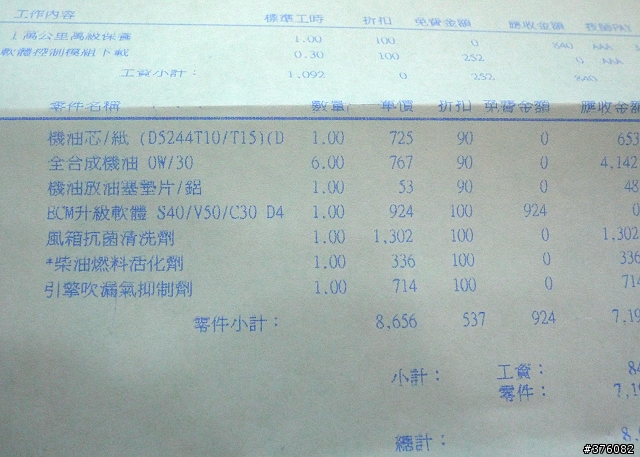 工作內容 標準工時 折扣 免費金額 應收金額
1萬公里萬級保養 1.00 100 0 840 AAA
軟體控制模組下載 0.30 100 252 0 AAA
工資小計： 1.092 0 252 840
零件名稱 數量 單價 折扣 免費金額 應收金額
機油芯/紙 (D5244T10/T15)(D 1.00 725 90 0 653
全合成機油 0W/30 6.00 767 90 0 4,142
機油放油塞墊片/鋁 1.00 53 90 0 48
ECM升級軟體 S40/V50/C30 D4 1.00 924 100 924 0
風箱抗菌清洗劑 1.00 1,302 100 0 1,302
*柴油燃料活化劑 1.00 336 100 0 336
引擎吹漏氣抑制劑 1.00 714 100 0 714
零件小計： 8,656 537 924 7,19
小計： 工資： 84
零件： 7,19
總計： 8,
#376082